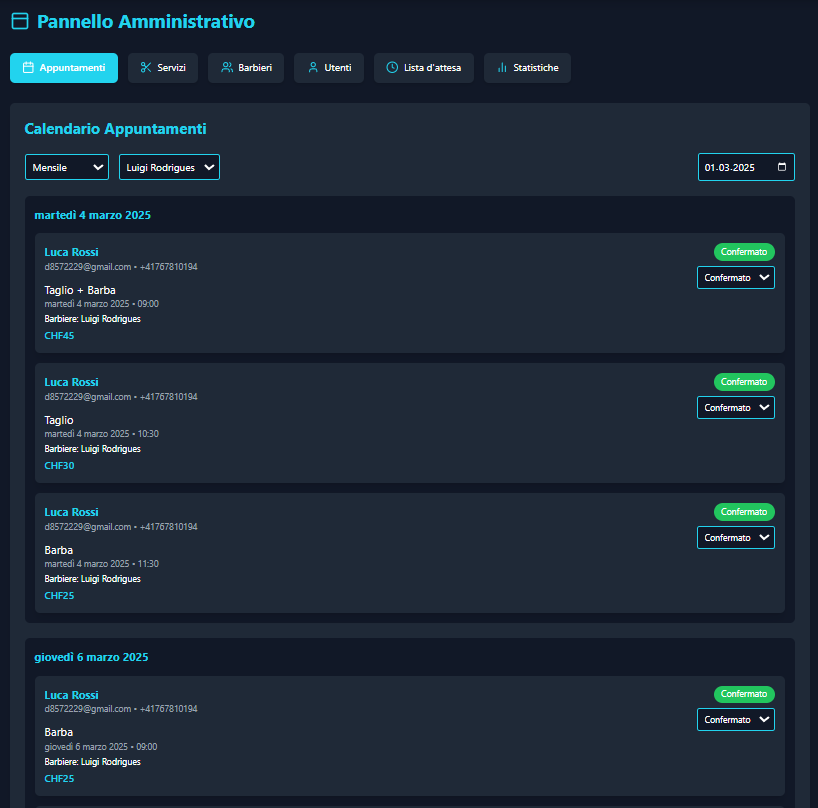 Pannello Amministrativo
Appuntamenti Servizi Barbieri Utenti Lista d'attesa Statistiche
Calendario Appuntamenti
Mensile Luigi Rodrigues 01-03-2025
martedì 4 marzo 2025
Luca Rossi Confermato
d8572229@gmail.com • +41767810194
Confermato
Taglio + Barba
martedì 4 marzo 2025 • 09:00
Barbiere: Luigi Rodrigues
CHF45
Luca Rossi Confermato
d8572229@gmail.com • +41767810194
Confermato
Taglio
martedì 4 marzo 2025 • 10:30
Barbiere: Luigi Rodrigues
CHF30
Luca Rossi Confermato
d8572229@gmail.com • +41767810194
Confermato
Barba
martedì 4 marzo 2025 • 11:30
Barbiere: Luigi Rodrigues
CHF25
giovedì 6 marzo 2025
Luca Rossi Confermato
d8572229@gmail.com • +41767810194
Confermato
Barba
giovedì 6 marzo 2025 • 09:00
Barbiere: Luigi Rodrigues
CHF25